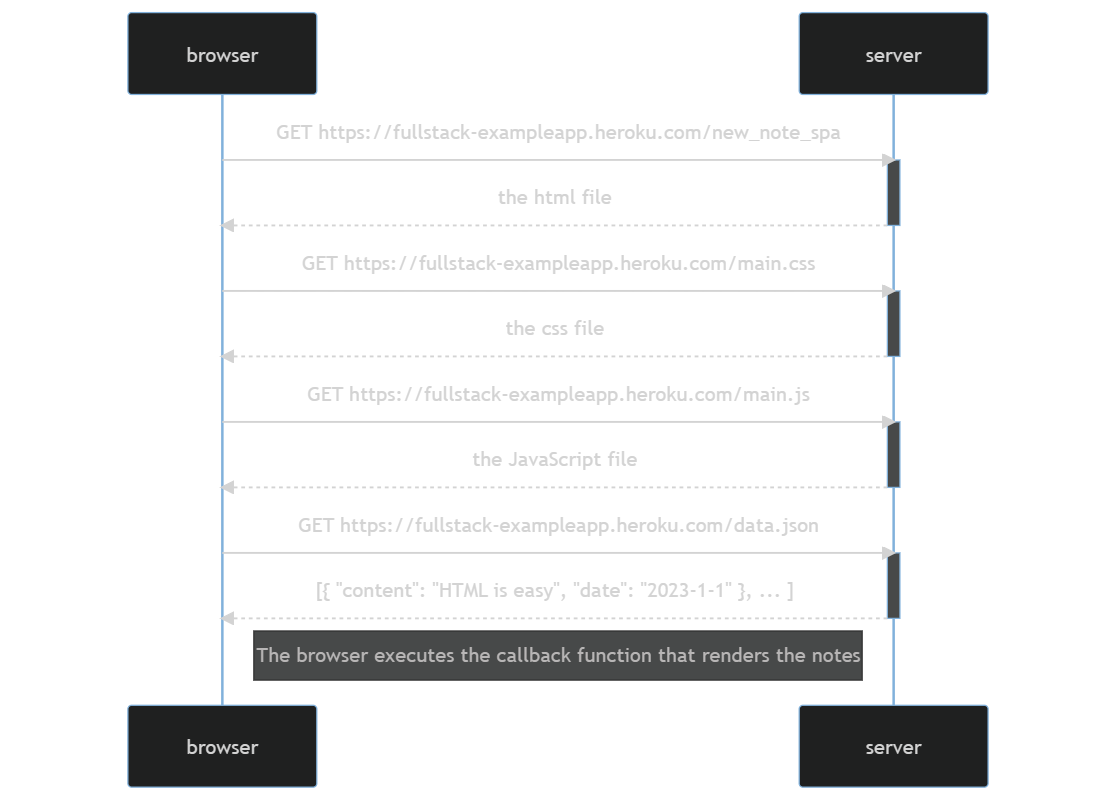 browser
server
GET https://fullstack-exampleapp.heroku.com/new_note_spa
the html file
GET https://fullstack-exampleapp.heroku.com/main.css
the css file
GET https://fullstack-exampleapp.heroku.com/main.js
the JavaScript file
GET https://fullstack-exampleapp.heroku.com/data.json
[{ "content": "HTML is easy", "date": "2023-1-1" }, ... ]
The browser executes the callback function that renders the notes
browser
server